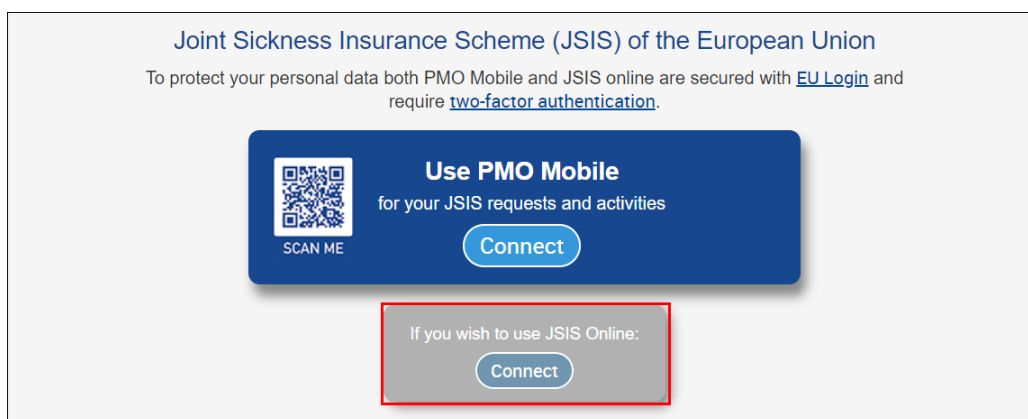 Joint Sickness Insurance Scheme (JSIS) of the European Union
To protect your personal data both PMO Mobile and JSIS online are secured with EU Login and
require two-factor authentication.
Use PMO Mobile
for your JSIS requests and activities
SCAN ME
Connect
If you wish to use JSIS Online:
Connect